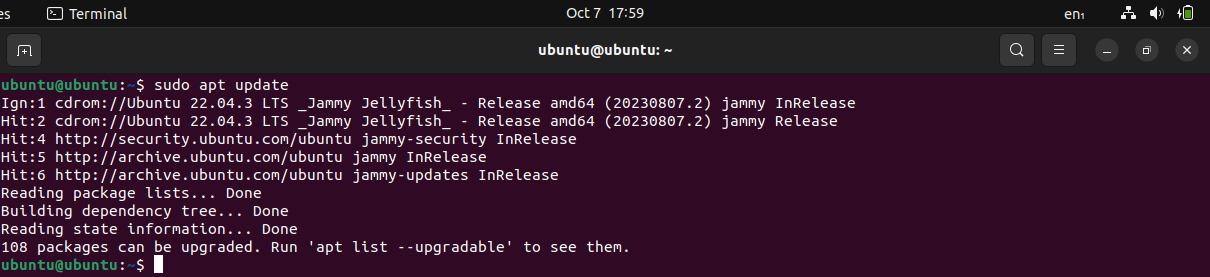 es Terminal Oct 7 17:59 en₁
ubuntu@ubuntu: ~
ubuntu@ubuntu:~$ sudo apt update
Ign:1 cdrom://Ubuntu 22.04.3 LTS _Jammy Jellyfish_ - Release amd64 (20230807.2) jammy InRelease
Hit:2 cdrom://Ubuntu 22.04.3 LTS _Jammy Jellyfish_ - Release amd64 (20230807.2) jammy Release
Hit:4 http://security.ubuntu.com/ubuntu jammy-security InRelease
Hit:5 http://archive.ubuntu.com/ubuntu jammy InRelease
Hit:6 http://archive.ubuntu.com/ubuntu jammy-updates InRelease
Reading package lists... Done
Building dependency tree... Done
Reading state information... Done
108 packages can be upgraded. Run 'apt list --upgradable' to see them.
ubuntu@ubuntu:~$